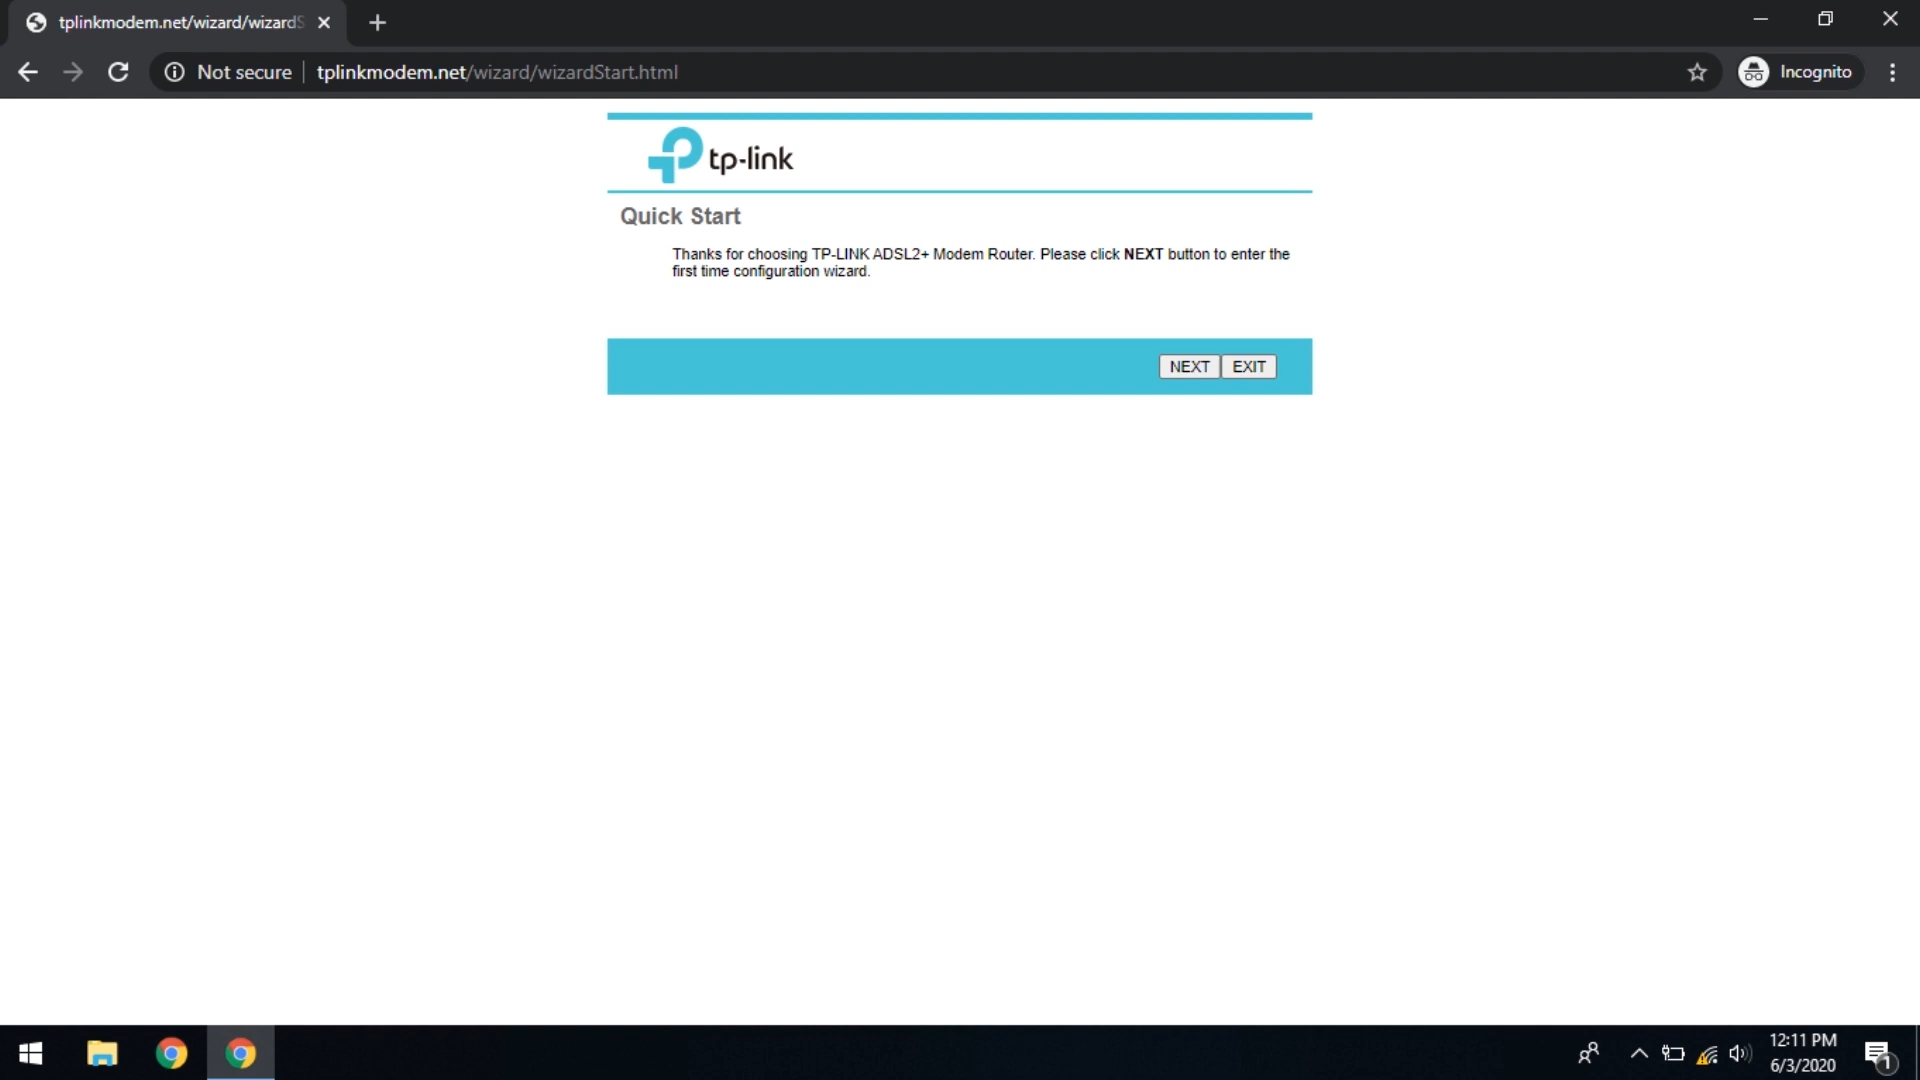 tplinkmodem.net/wizard/wizardS
Not secure
tplinkmodem.net/wizard/wizardStart.html
Incognito
tp-link
Quick Start
Thanks for choosing TP-LINK ADSL2+ Modem Router. Please click NEXT button to enter the
first time configuration wizard.
NEXT EXIT
12:11 PM
6/3/2020
1